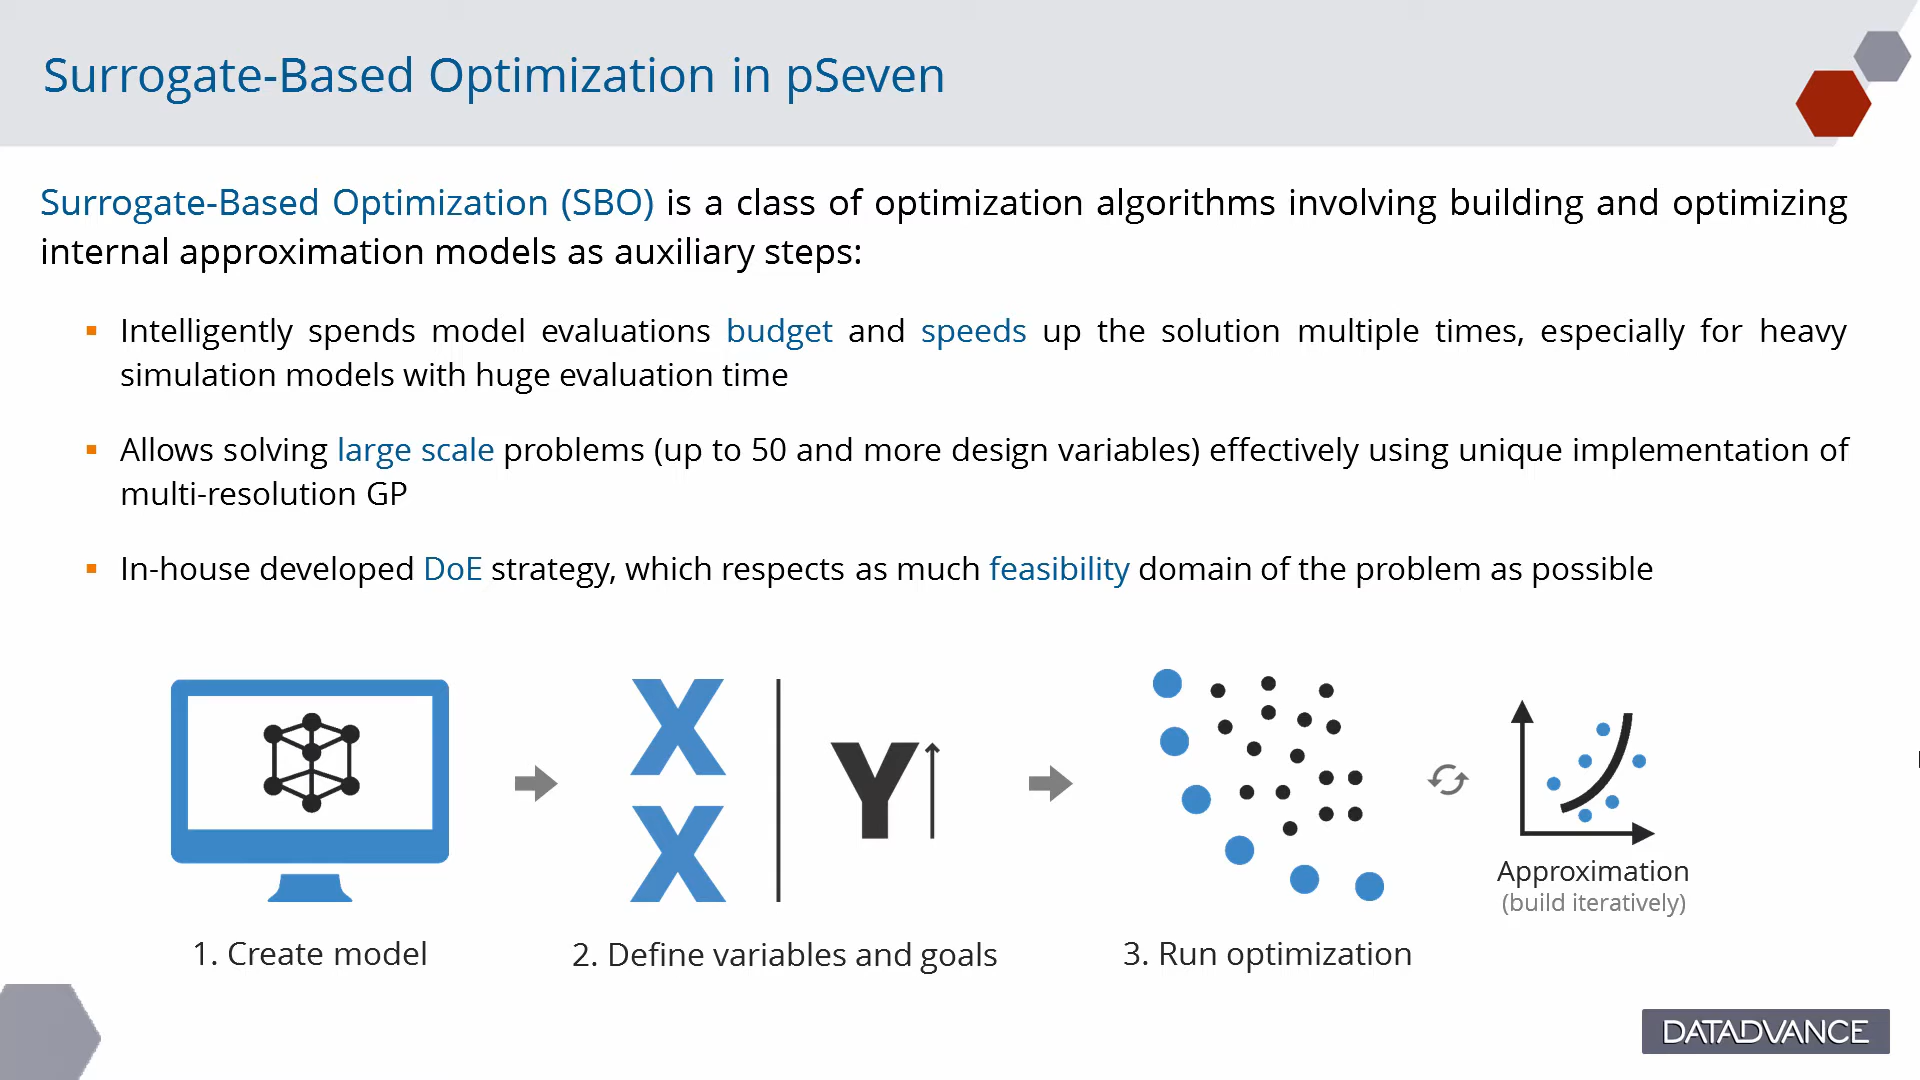 Surrogate-Based Optimization in pSeven
Surrogate-Based Optimization (SBO) is a class of optimization algorithms involving building and optimizing
internal approximation models as auxiliary steps:
Intelligently spends model evaluations budget and speeds up the solution multiple times, especially for heavy
simulation models with huge evaluation time
Allows solving large scale problems (up to 50 and more design variables) effectively using unique implementation of
multi-resolution GP
In-house developed DoE strategy, which respects as much feasibility domain of the problem as possible
X
X
Y
Approximation
(build iteratively)
1. Create model
2. Define variables and goals
3. Run optimization
DATADVANCE